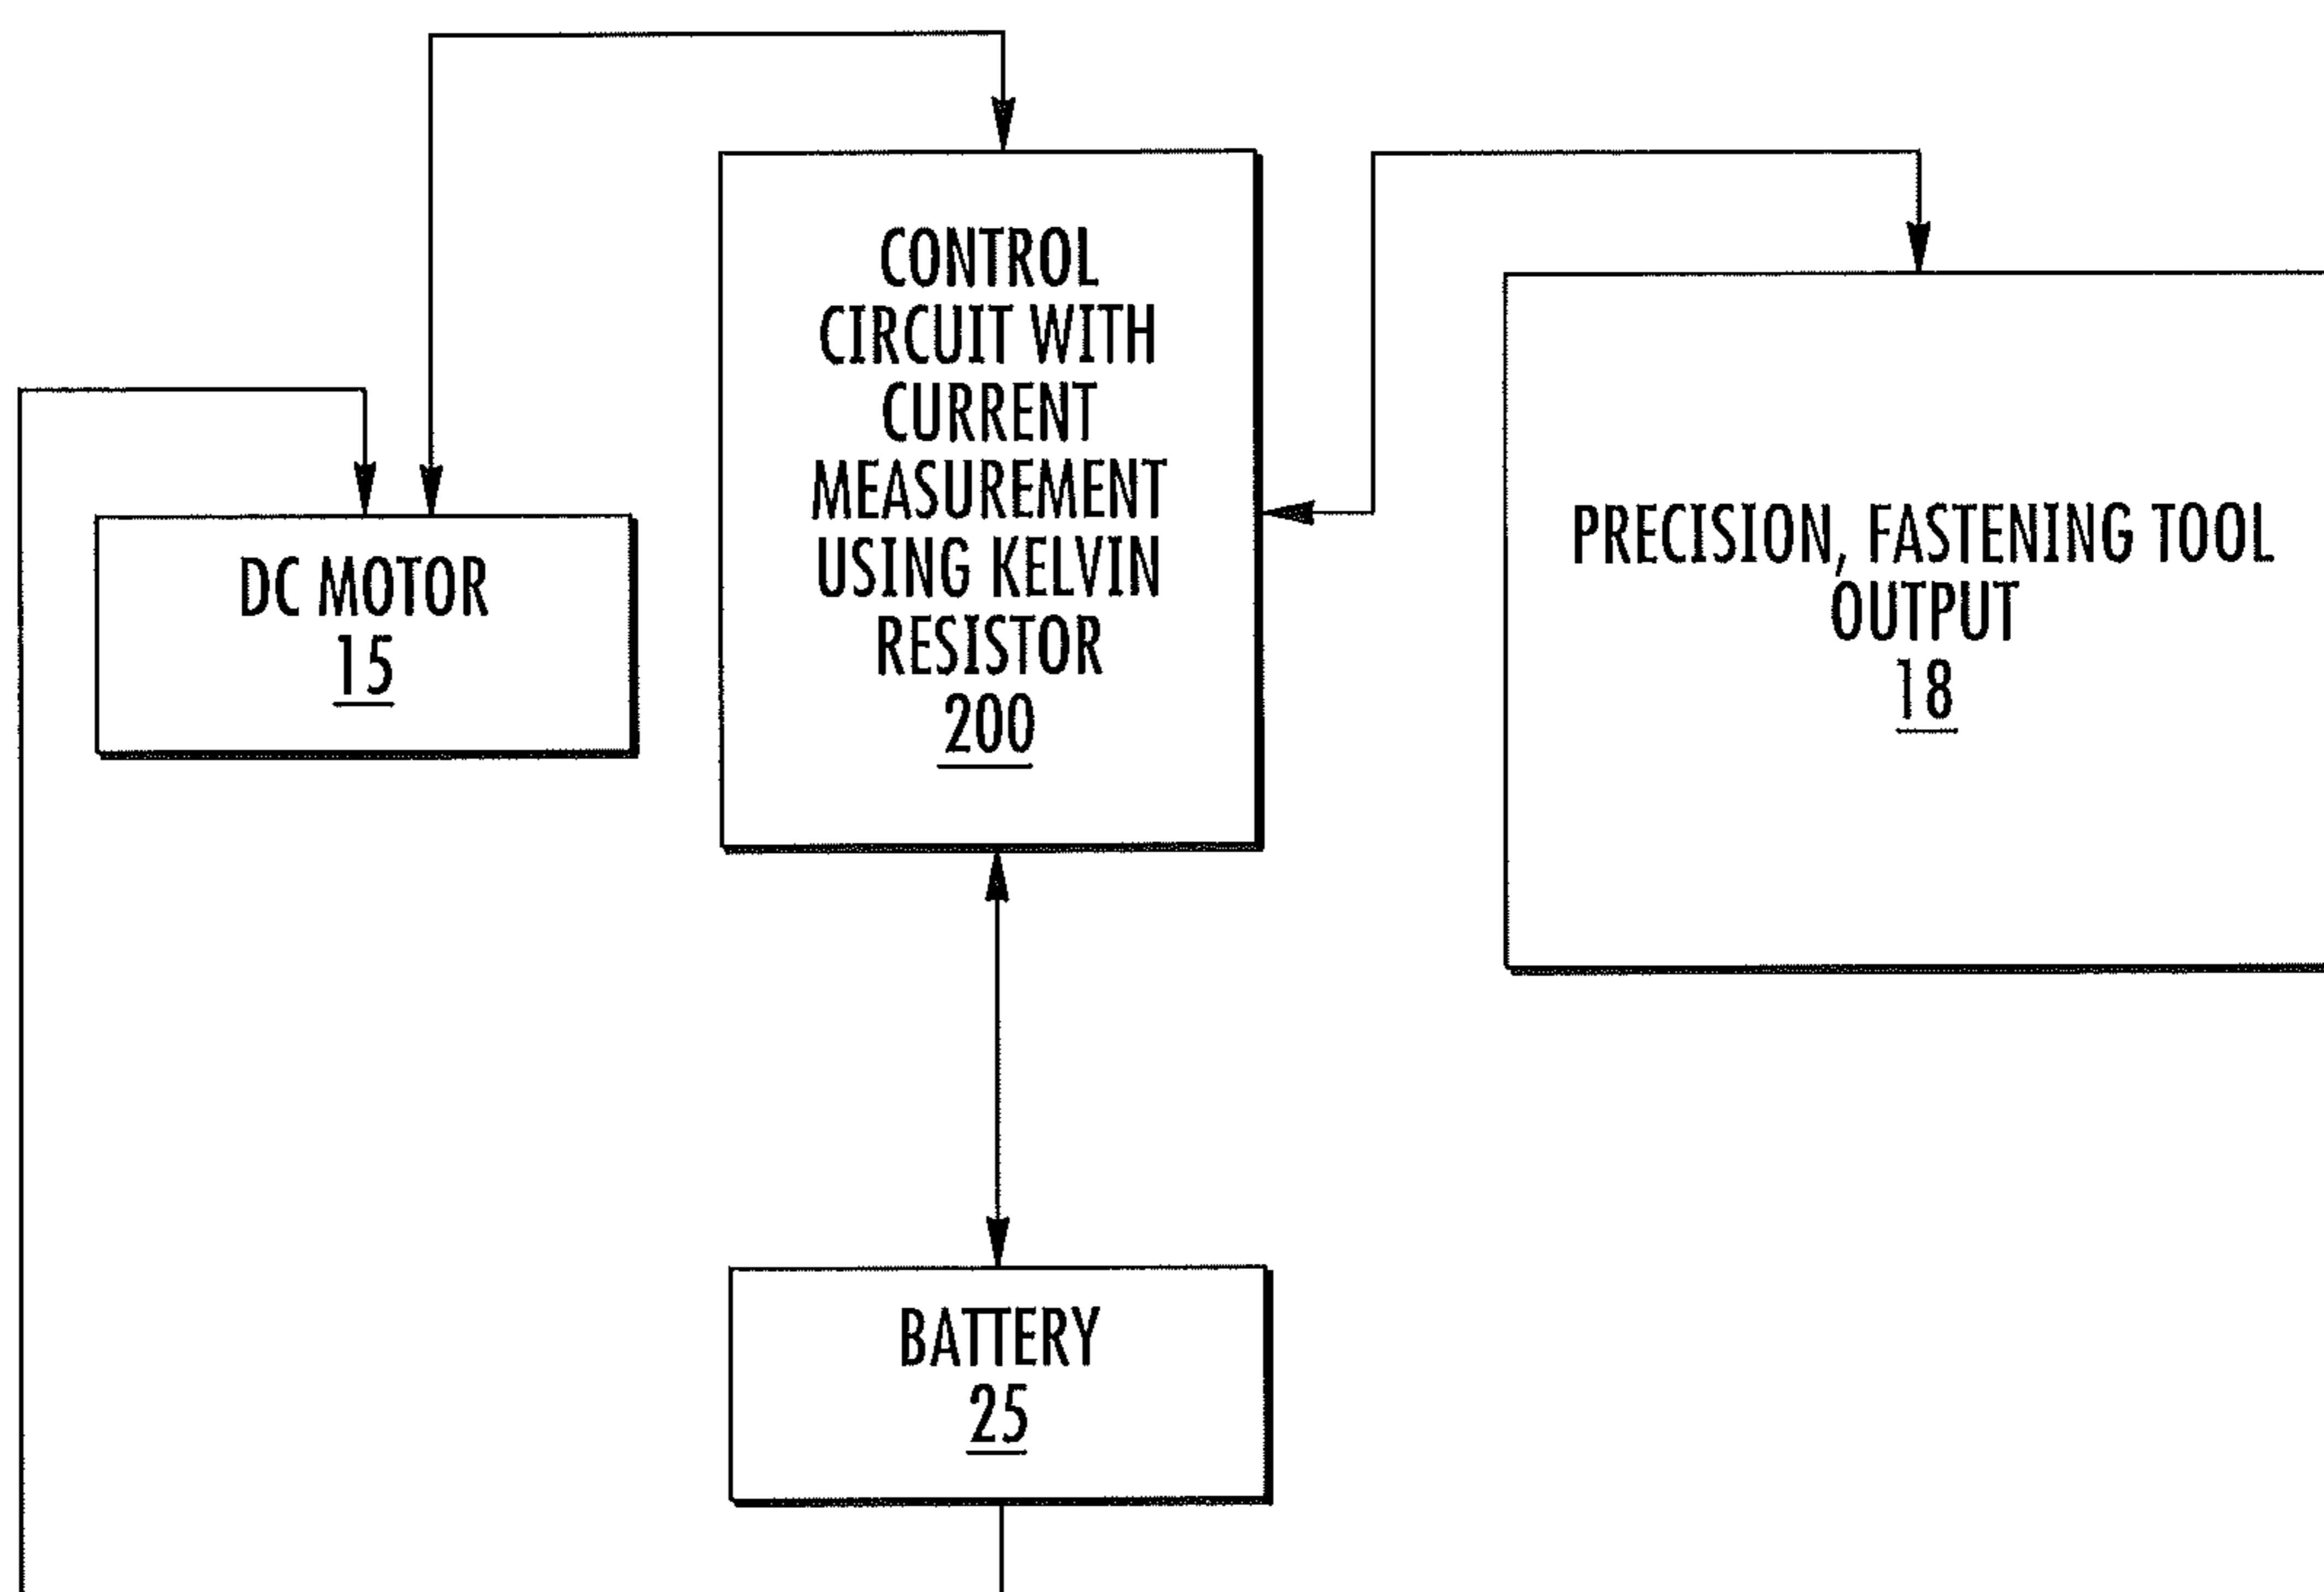 CONTROL
CIRCUIT WITH
CURRENT
MEASUREMENT
USING KELVIN
RESISTOR
200
DC MOTOR
15
PRECISION, FASTENING TOOL
OUTPUT
18
BATTERY
25